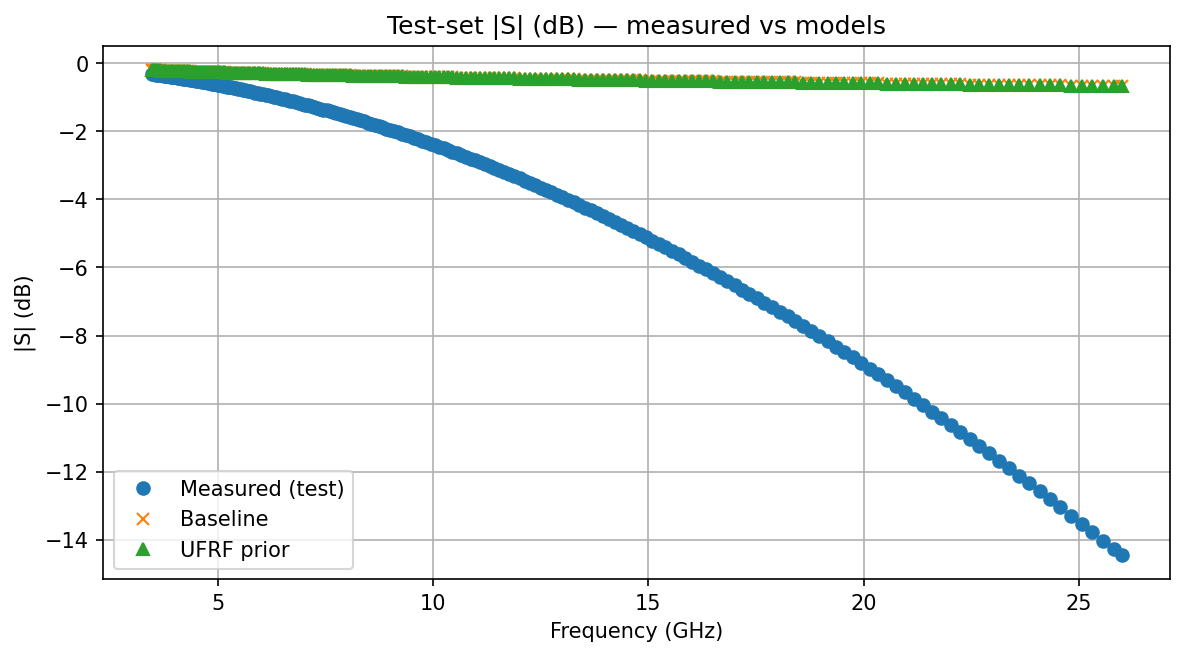 Test-set |S| (dB) — measured vs models
|S| (dB)
0
−2
−4
−6
−8
−10
−12
−14
Measured (test)
Baseline
UFRF prior
5
10
15
20
25
Frequency (GHz)